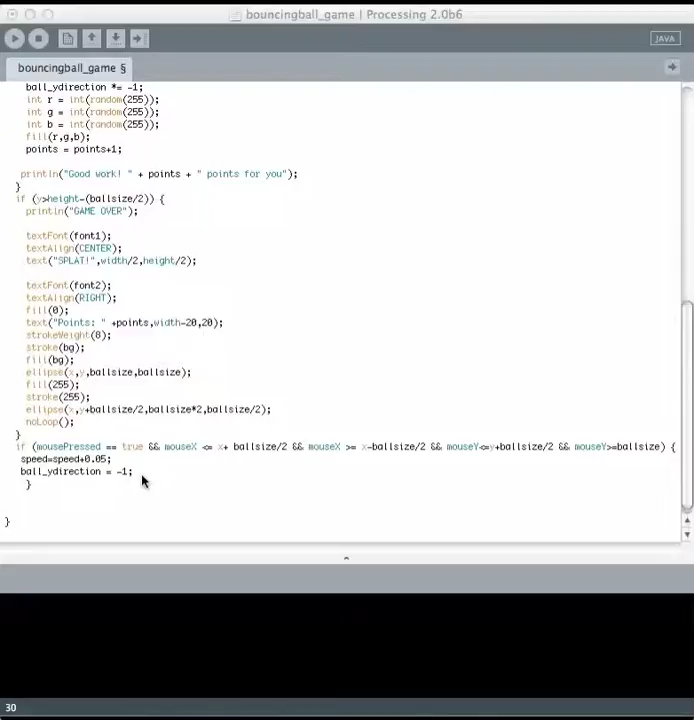 bouncingball_game | Processing 2.0b6
JAVA
bouncingball_game §
ball_ydirection *= -1;
int r = int(random(255));
int g = int(random(255));
int b = int(random(255));
fill(r,g,b);
points = points+1;
println("Good work! " + points + " points for you");
}
if (y>height-(ballsize/2)) {
println("GAME OVER");
textFont(font1);
textAlign(CENTER);
text("SPLAT!",width/2,height/2);
textFont(font2);
textAlign(RIGHT);
fill(0);
text("Points: " +points,width-20,20);
strokeWeight(8);
stroke(bg);
fill(bg);
ellipse(x,y,ballsize,ballsize);
fill(255);
stroke(255);
ellipse(x,y+ballsize/2,ballsize*2,ballsize/2);
noLoop();
}
if (mousePressed == true && mouseX <= x+ ballsize/2 && mouseX >= x-ballsize/2 && mouseY<=y+ballsize/2 && mouseY>=ballsize) {
speed=speed+0.05;
ball_ydirection = -1;
}
}
30